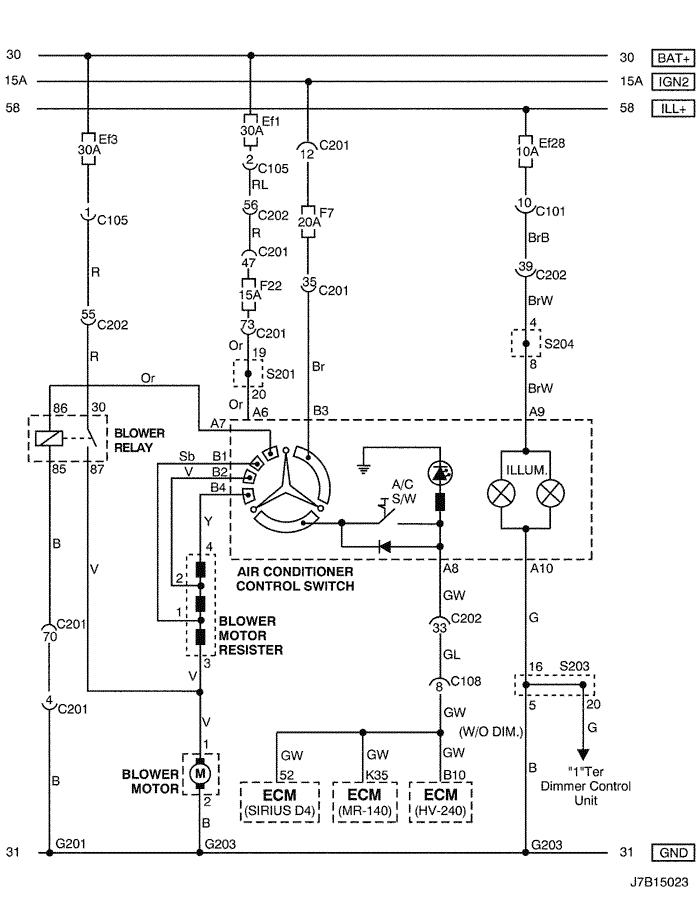 30 30 BAT+
15A 15A IGN2
58 58 ILL+
Ef3
30A
Ef1
30A
2 C105
RL
56
C202
R
C201
47
F22
15A
73
C201
Or
19
S201
20
Or
A6
C201
12
F7
20A
35
C201
Br
B3
Ef28
10A
10
C101
BrB
39
C202
BrW
4
S204
8
BrW
A9
1
C105
R
55
C202
R
Or
86 30
BLOWER
RELAY
85 87
A7
Sb B1
V B2
B4
Y
4
2
1
3
BLOWER
MOTOR
RESISTER
A/C
S/W
ILLUM.
AIR CONDITIONER
CONTROL SWITCH
A8
A10
GW
C202
33
GL
C108
8
GW
(W/O DIM.)
GW GW GW
52 K35 B10
ECM
(SIRIUS D4)
ECM
(MR-140)
ECM
(HV-240)
G
16 S203
5 20
G
B
"1"Ter
Dimmer Control
Unit
B
V
C201
70
4
C201
B
V
V
1
BLOWER
MOTOR
M
2
B
31 G201 G203 G203 31 GND
J7B15023